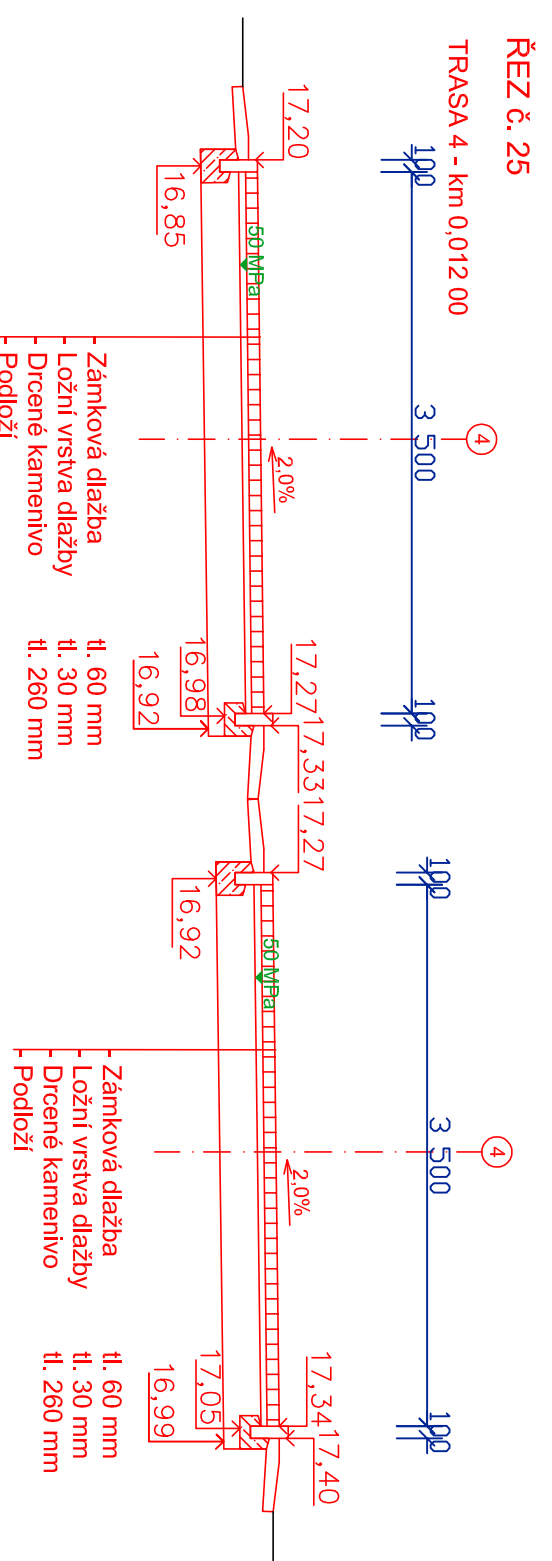 ŘEZ č. 25
TRASA 4 - km 0,012 00
4
100
3 500
100
17,20
50 MPa
2,0%
17,27
17,33
16,85
16,98
16,92
Zámková dlažba tl. 60 mm
Ložní vrstva dlažby tl. 30 mm
Drcené kamenivo tl. 260 mm
Podloží
4
100
3 500
100
17,27
50 MPa
2,0%
17,34
17,40
16,92
17,05
16,99
Zámková dlažba tl. 60 mm
Ložní vrstva dlažby tl. 30 mm
Drcené kamenivo tl. 260 mm
Podloží